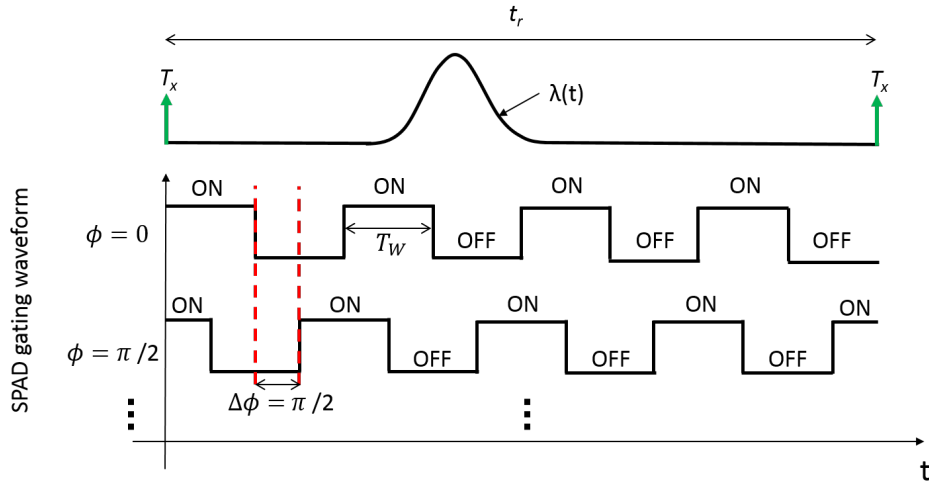 t_r
T_x
T_x
λ(t)
SPAD gating waveform
ON ON ON ON
ϕ = 0
T_W OFF OFF OFF OFF
ON ON ON ON ON
ϕ = π /2
OFF OFF OFF
Δϕ = π /2
t